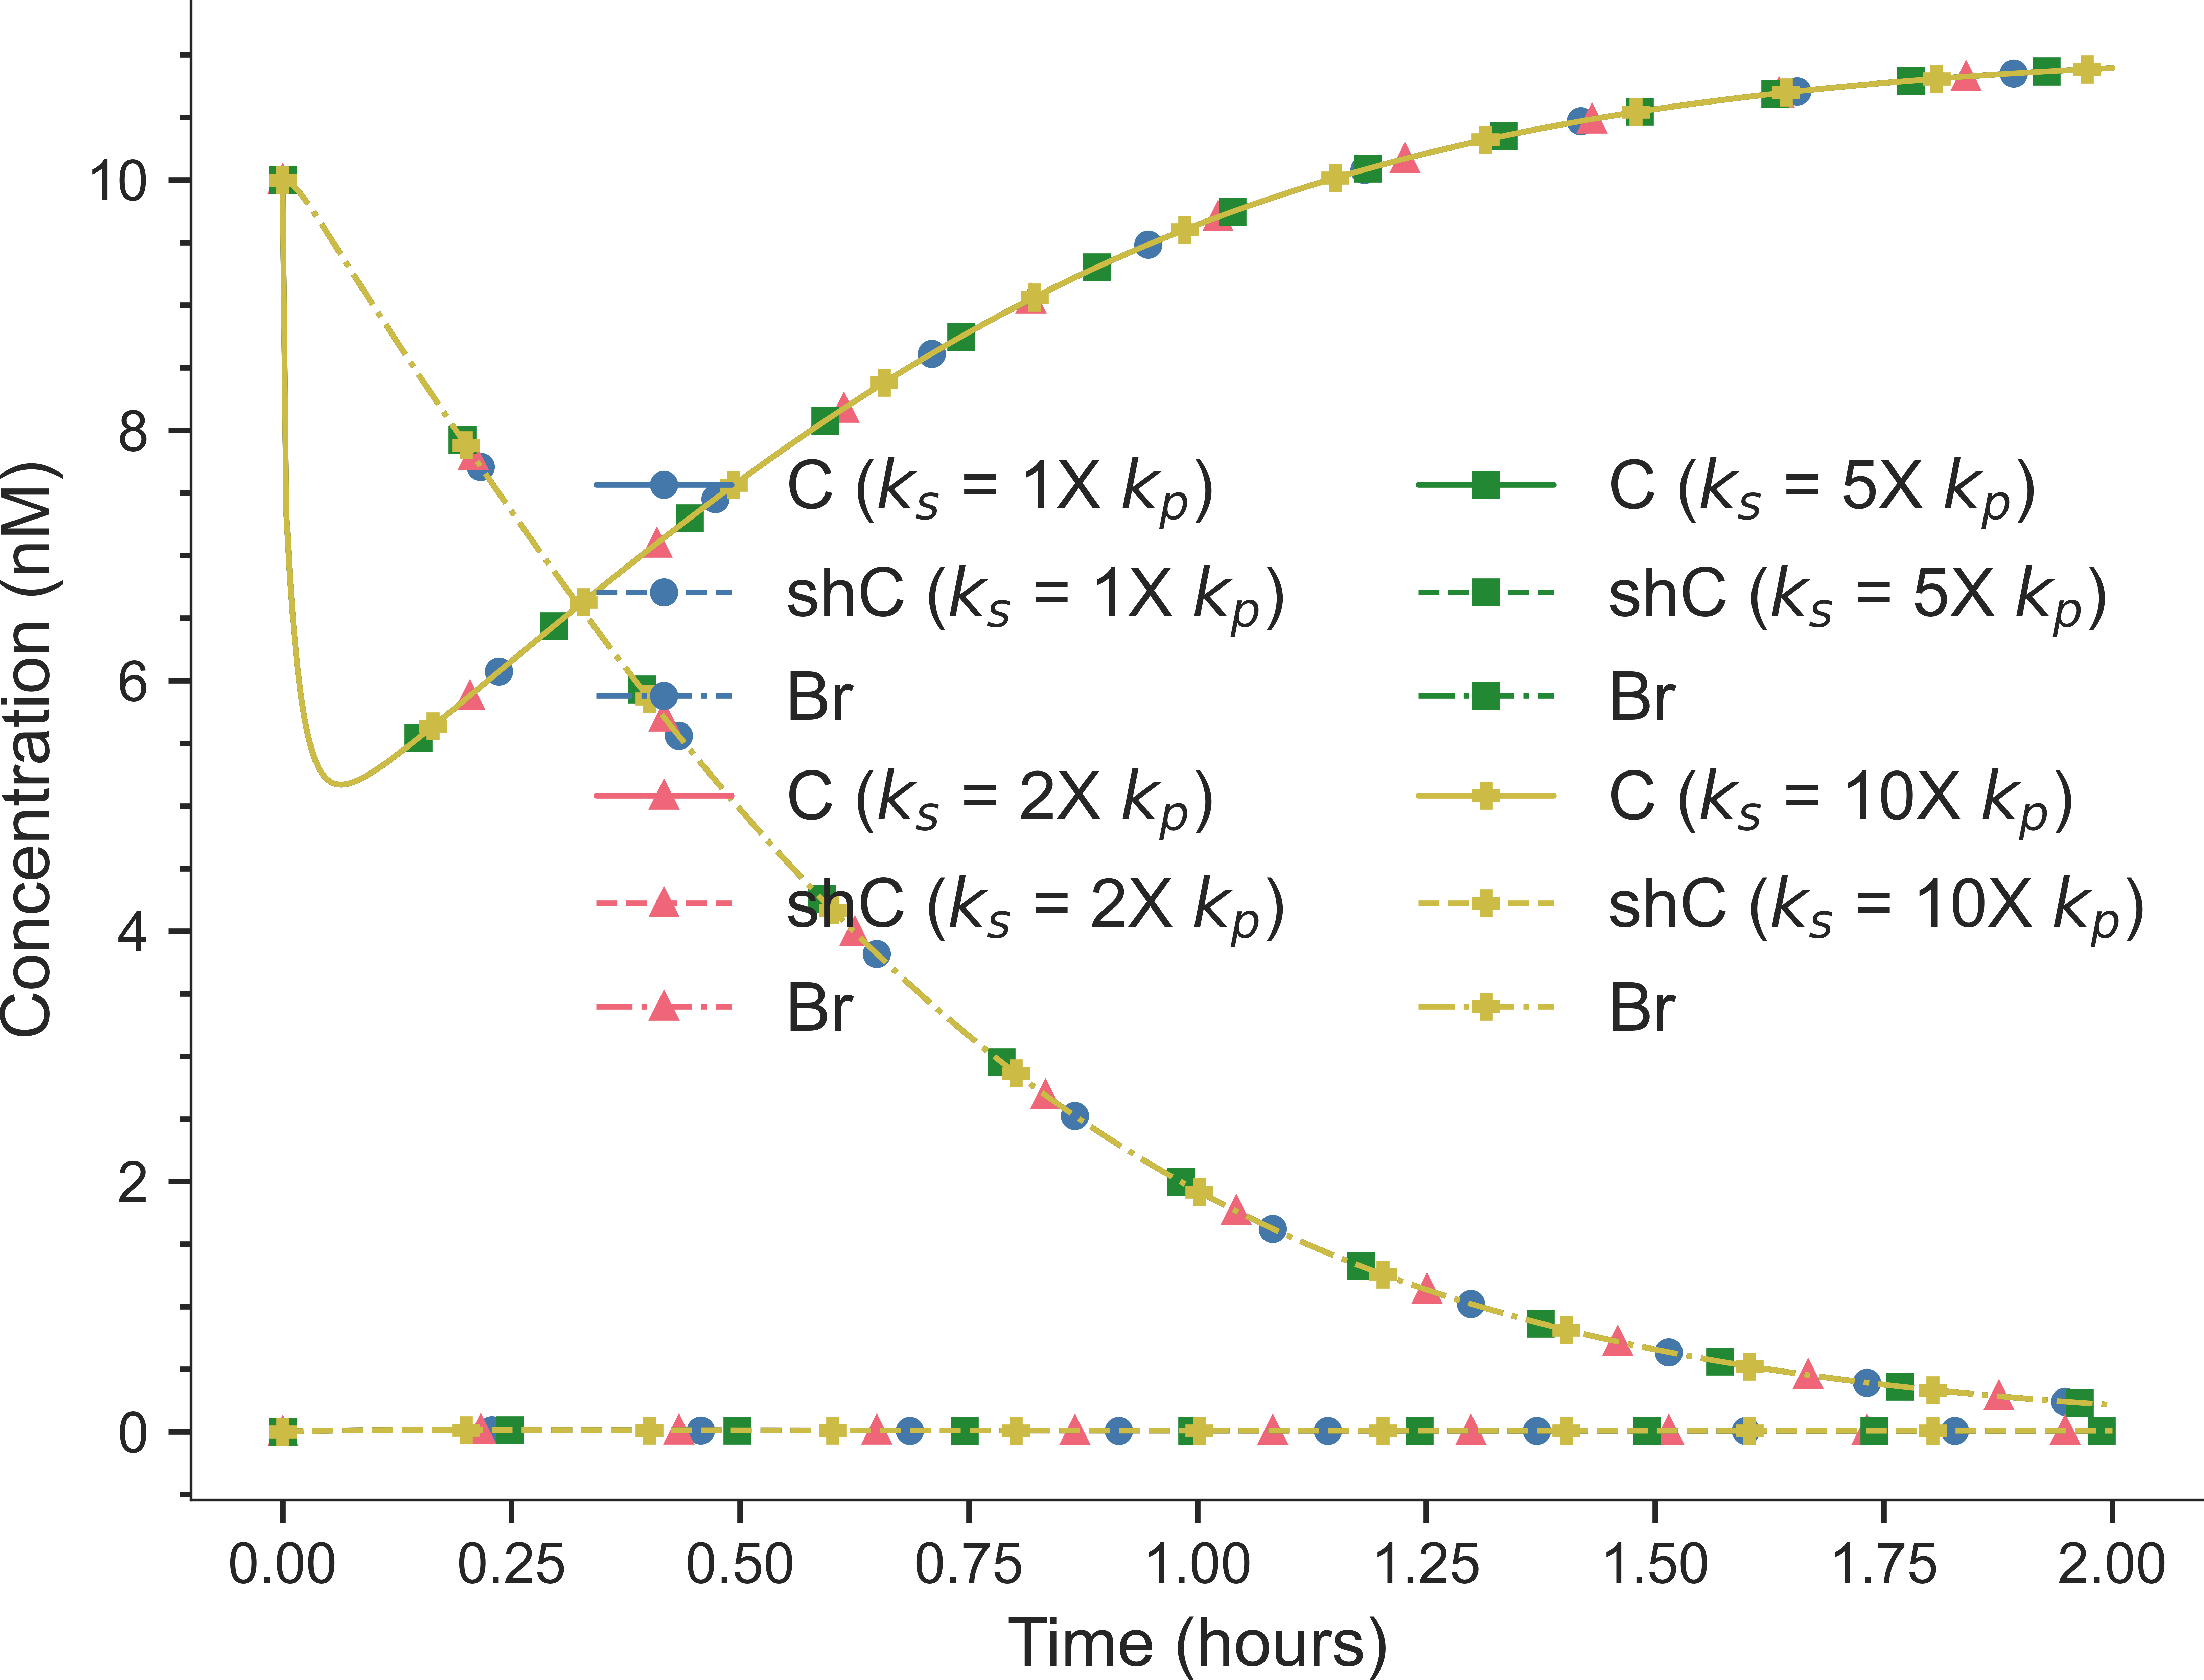 Concentration (nM)
10
8
6
4
2
0
C (kₛ = 1X kₚ)
shC (kₛ = 1X kₚ)
Br
C (kₛ = 2X kₚ)
shC (kₛ = 2X kₚ)
Br
C (kₛ = 5X kₚ)
shC (kₛ = 5X kₚ)
Br
C (kₛ = 10X kₚ)
shC (kₛ = 10X kₚ)
Br
0.00 0.25 0.50 0.75 1.00 1.25 1.50 1.75 2.00
Time (hours)